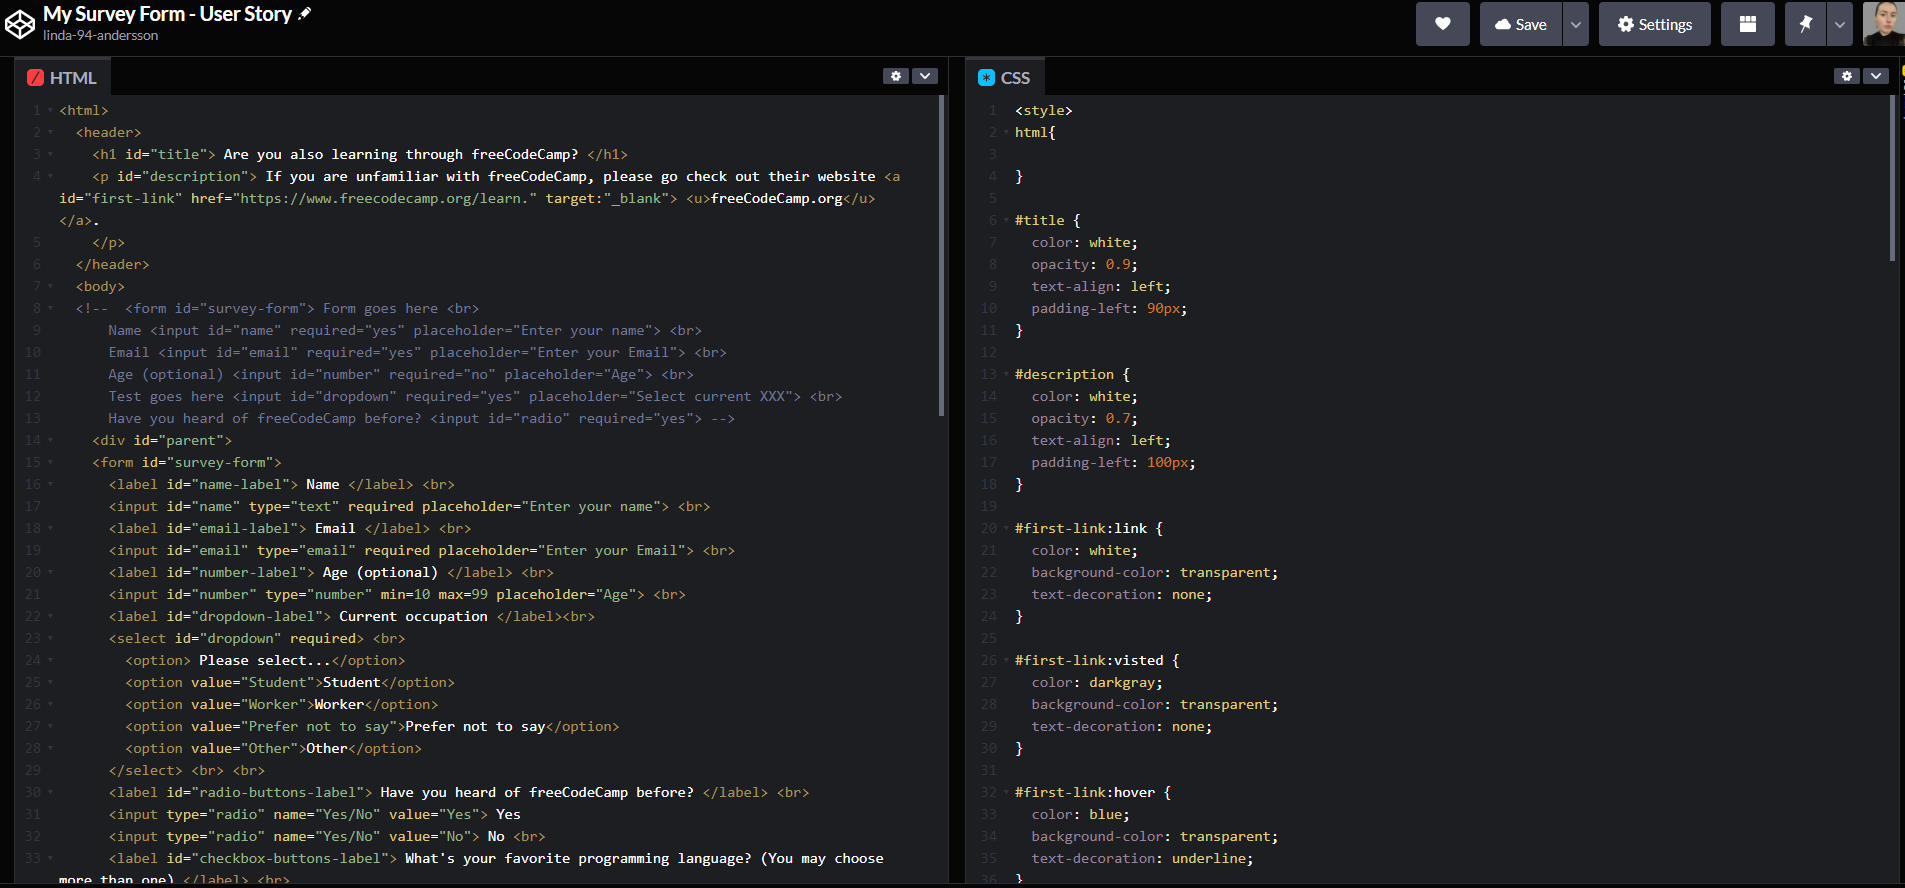 My Survey Form - User Story
linda-94-andersson
Save
Settings
HTML
1 <html>
2 <header>
3 <h1 id="title"> Are you also learning through freeCodeCamp? </h1>
4 <p id="description"> If you are unfamiliar with freeCodeCamp, please go check out their website <a
id="first-link" href="https://www.freecodecamp.org/learn." target:"_blank"> <u>freeCodeCamp.org</u>
</a>.
5 </p>
6 </header>
7 <body>
8 <!-- <form id="survey-form"> Form goes here <br>
9 Name <input id="name" required="yes" placeholder="Enter your name"> <br>
10 Email <input id="email" required="yes" placeholder="Enter your Email"> <br>
11 Age (optional) <input id="number" required="no" placeholder="Age"> <br>
12 Test goes here <input id="dropdown" required="yes" placeholder="Select current XXX"> <br>
13 Have you heard of freeCodeCamp before? <input id="radio" required="yes"> -->
14 <div id="parent">
15 <form id="survey-form">
16 <label id="name-label"> Name </label> <br>
17 <input id="name" type="text" required placeholder="Enter your name"> <br>
18 <label id="email-label"> Email </label> <br>
19 <input id="email" type="email" required placeholder="Enter your Email"> <br>
20 <label id="number-label"> Age (optional) </label> <br>
21 <input id="number" type="number" min=10 max=99 placeholder="Age"> <br>
22 <label id="dropdown-label"> Current occupation </label><br>
23 <select id="dropdown" required> <br>
24 <option> Please select...</option>
25 <option value="Student">Student</option>
26 <option value="Worker">Worker</option>
27 <option value="Prefer not to say">Prefer not to say</option>
28 <option value="Other">Other</option>
29 </select> <br> <br>
30 <label id="radio-buttons-label"> Have you heard of freeCodeCamp before? </label> <br>
31 <input type="radio" name="Yes/No" value="Yes"> Yes
32 <input type="radio" name="Yes/No" value="No"> No <br>
33 <label id="checkbox-buttons-label"> What's your favorite programming language? (You may choose
more than one) </label> <br>
CSS
1 <style>
2 html{
3
4 }
5
6 #title {
7 color: white;
8 opacity: 0.9;
9 text-align: left;
10 padding-left: 90px;
11 }
12
13 #description {
14 color: white;
15 opacity: 0.7;
16 text-align: left;
17 padding-left: 100px;
18 }
19
20 #first-link:link {
21 color: white;
22 background-color: transparent;
23 text-decoration: none;
24 }
25
26 #first-link:visted {
27 color: darkgray;
28 background-color: transparent;
29 text-decoration: none;
30 }
31
32 #first-link:hover {
33 color: blue;
34 background-color: transparent;
35 text-decoration: underline;
36 }